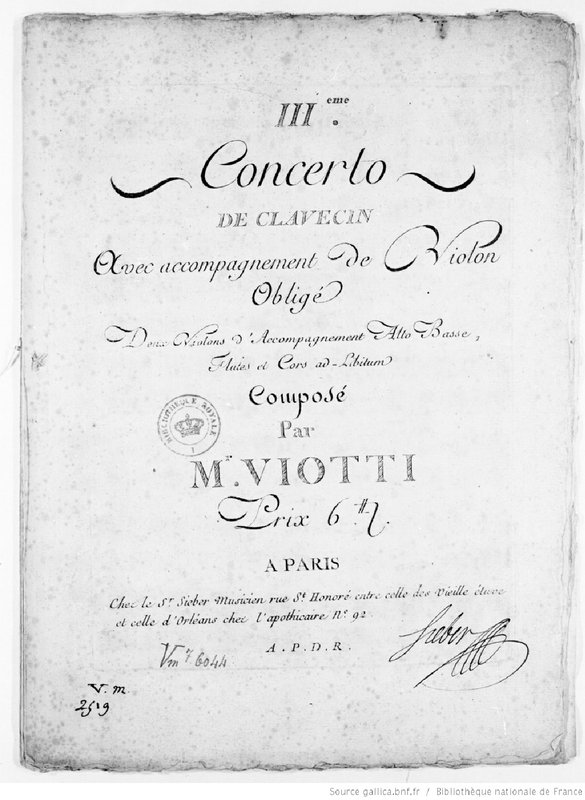 III.eme
Concerto
DE CLAVECIN
Avec accompagnement de Violon
Obligé
Deux Violons d'Accompagnement Alto Basse,
Flutes et Cors ad-Libitum
Composé
Par
BIBLIOTHEQUE ROYALE
I
Mr. VIOTTI
Prix 6
A PARIS
Chez le Sr. Sieber Musicien rue St. Honoré entre celle des Vieille étuve
et celle d'Orléans chez l'apothicaire No. 92
Sieber
A.P.D.R.
Vm7 6044
V. m.
2519
Source gallica.bnf.fr / Bibliothèque nationale de France